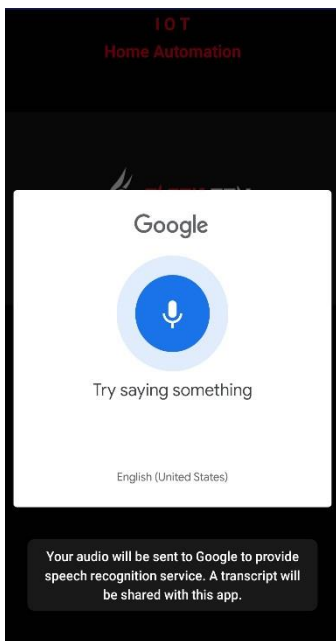 IOT
Home Automation
Google
Try saying something
English (United States)
Your audio will be sent to Google to provide
speech recognition service. A transcript will
be shared with this app.